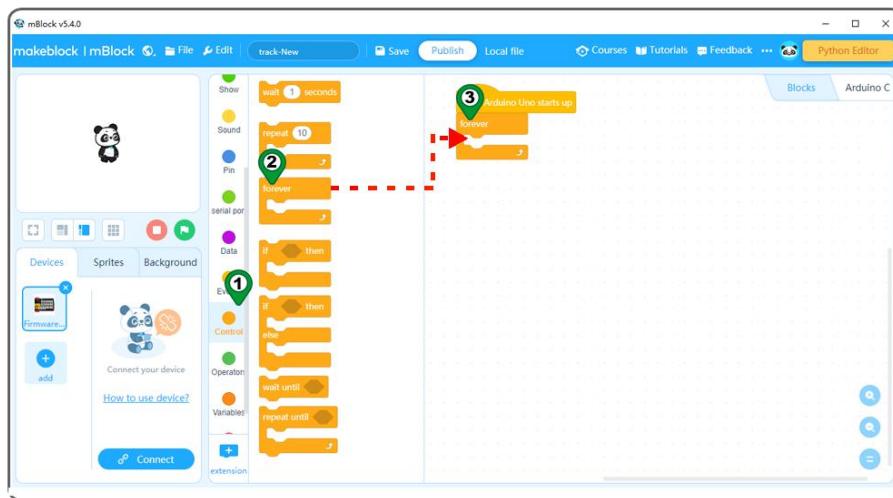 mBlock v5.4.0
makeblock | mBlock File Edit track-New Save Publish Local file Courses Tutorials Feedback ... Python Editor
Blocks Arduino C
Show
Sound
Pin
serial por
Data
Control
Operators
Variables
extension
wait 1 seconds
repeat 10
2
forever
if then
1
if then
else
wait until
repeat until
3
Arduino Uno starts up
forever
Devices Sprites Background
Firmware...
add
Connect your device
How to use device?
Connect